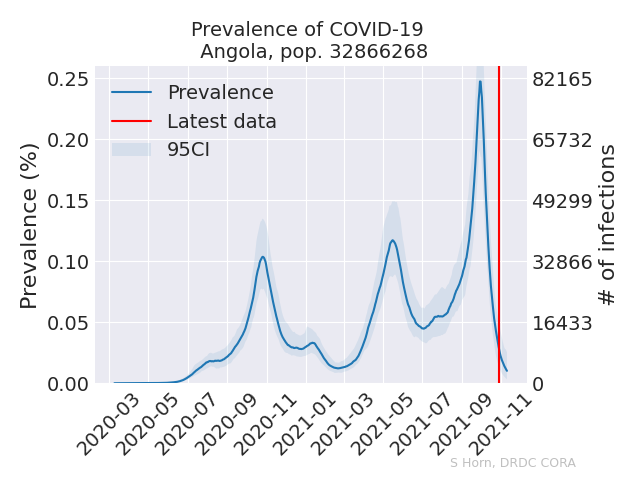 Prevalence of COVID-19
Angola, pop. 32866268
Prevalence
Latest data
95CI
Prevalence (%)
0.25
0.20
0.15
0.10
0.05
0.00
82165
65732
49299
32866
16433
0
# of infections
2020-03
2020-05
2020-07
2020-09
2020-11
2021-01
2021-03
2021-05
2021-07
2021-09
2021-11
S Horn, DRDC CORA